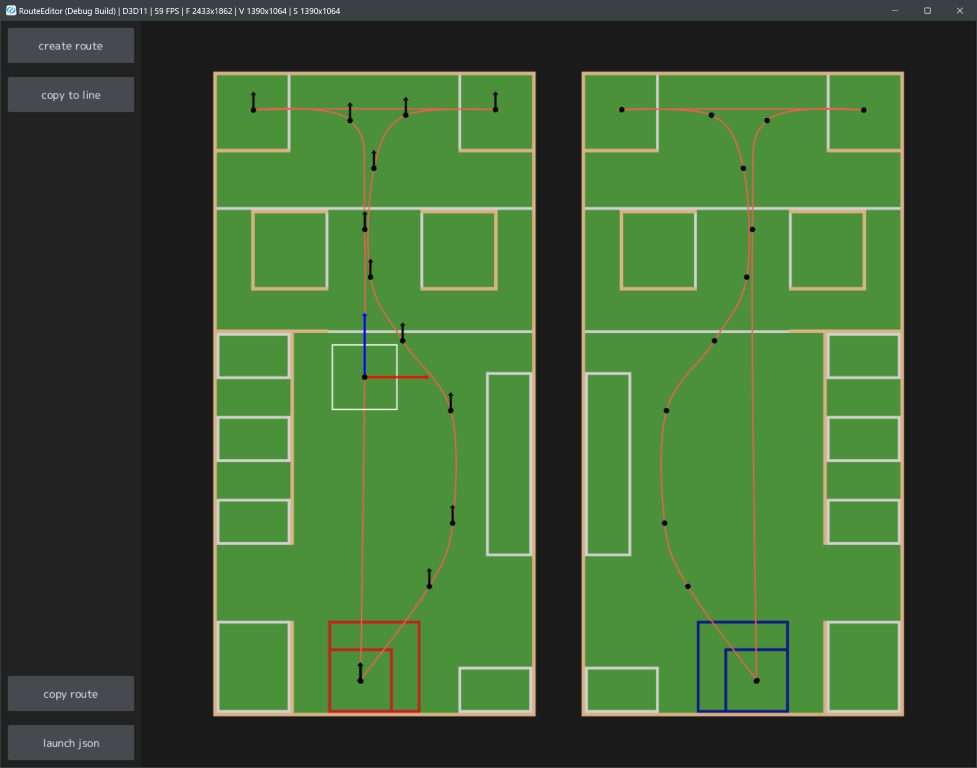 RouteEditor (Debug Build) | D3D11 | 59 FPS | F 2433x1862 | V 1390x1064 | S 1390x1064
create route
copy to line
copy route
launch json